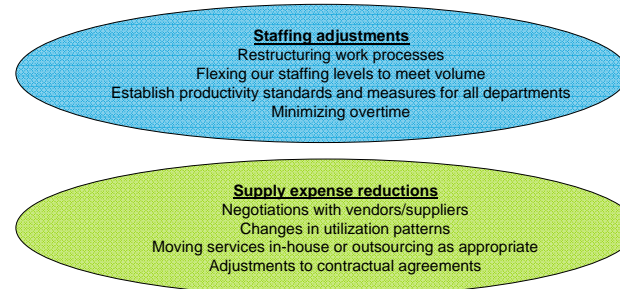 Staffing adjustments
Restructuring work processes
Flexing our staffing levels to meet volume
Establish productivity standards and measures for all departments
Minimizing overtime
Supply expense reductions
Negotiations with vendors/suppliers
Changes in utilization patterns
Moving services in-house or outsourcing as appropriate
Adjustments to contractual agreements